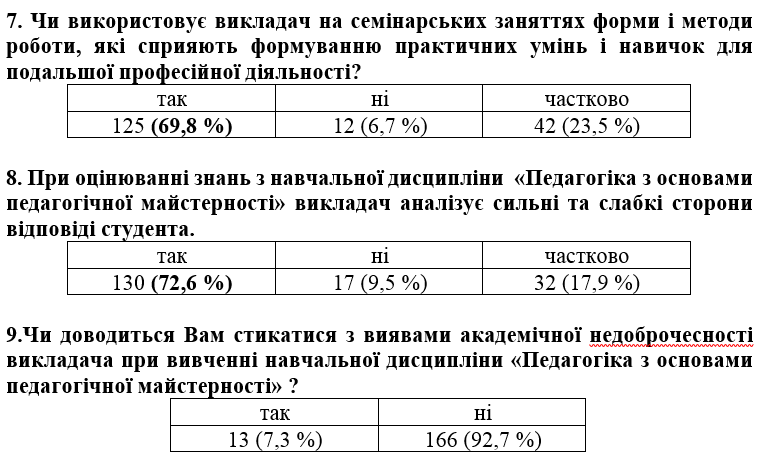 7. Чи використовує викладач на семінарських заняттях форми і методи
роботи, які сприяють формуванню практичних умінь і навичок для
подальшої професійної діяльності?
так ні частково
125 (69,8 %) 12 (6,7 %) 42 (23,5 %)
8. При оцінюванні знань з навчальної дисципліни «Педагогіка з основами
педагогічної майстерності» викладач аналізує сильні та слабкі сторони
відповіді студента.
так ні частково
130 (72,6 %) 17 (9,5 %) 32 (17,9 %)
9.Чи доводиться Вам стикатися з виявами академічної недоброчесності
викладача при вивченні навчальної дисципліни «Педагогіка з основами
педагогічної майстерності» ?
так ні
13 (7,3 %) 166 (92,7 %)